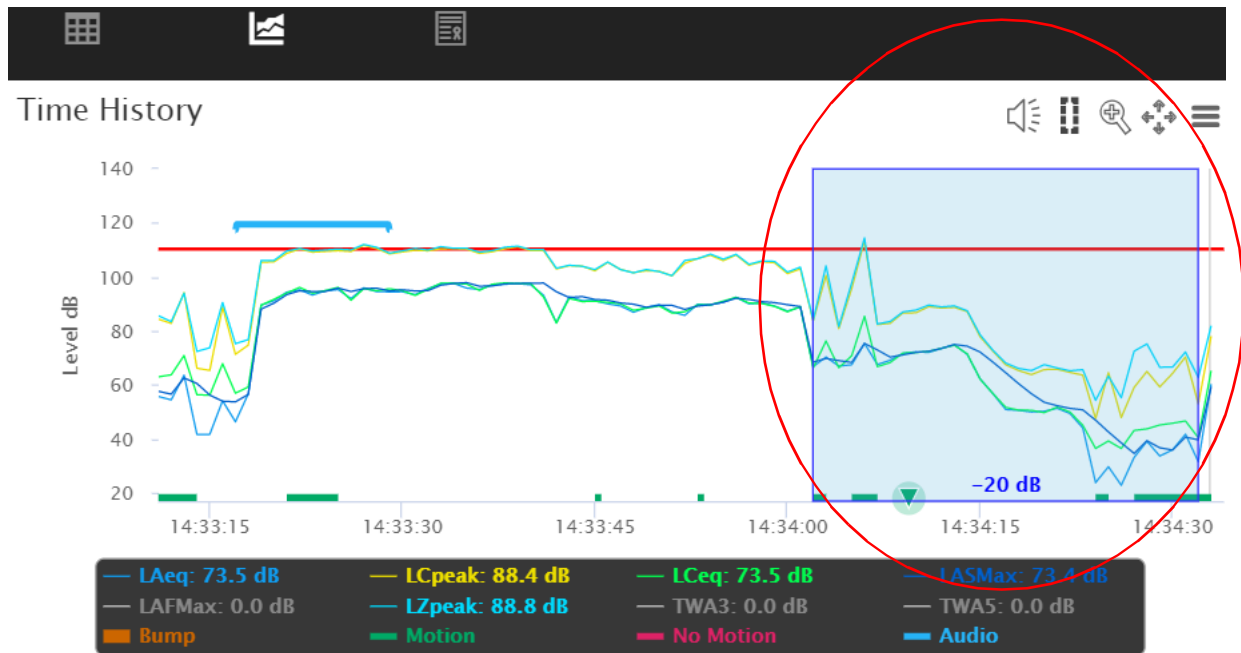 Time History
140
120
100
80
60
40
20
Level dB
-20 dB
14:33:15 14:33:30 14:33:45 14:34:00 14:34:15 14:34:30
LAeq: 73.5 dB LCpeak: 88.4 dB LCeq: 73.5 dB LASMax: 73.4 dB
LAFMax: 0.0 dB LZpeak: 88.8 dB TWA3: 0.0 dB TWA5: 0.0 dB
Bump Motion No Motion Audio